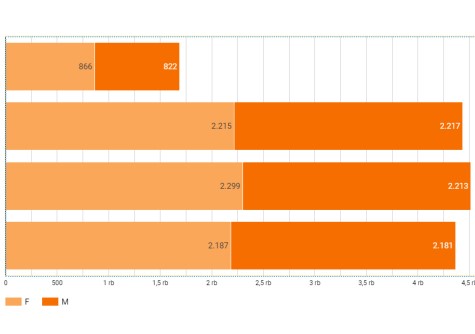 866 822
2.215 2.217
2.299 2.213
2.187 2.181
0 500 1 rb 1,5 rb 2 rb 2,5 rb 3 rb 3,5 rb 4 rb 4,5 rb
F M